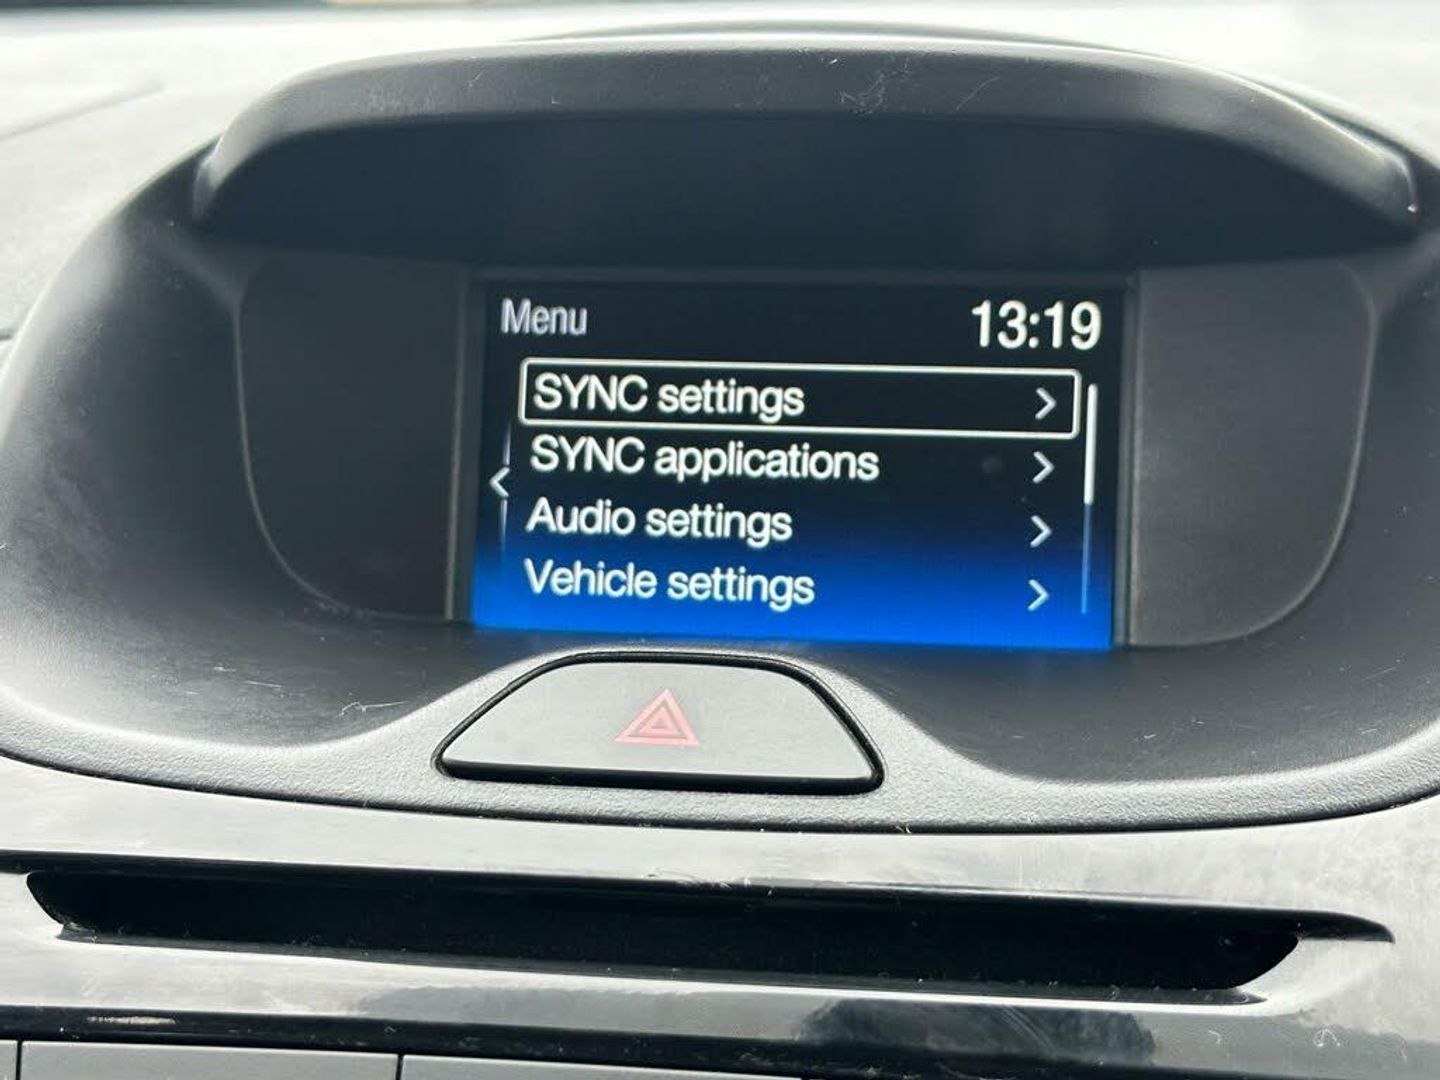 Menu 13:19
SYNC settings
SYNC applications
Audio settings
Vehicle settings